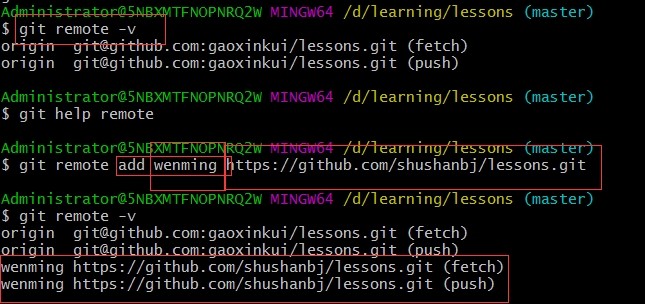 Administrator@5NBXMTFNOPNRQ2W MINGW64 /d/learning/lessons (master)
$ git remote -v
origin  git@github.com:gaoxinkui/lessons.git (fetch)
origin  git@github.com:gaoxinkui/lessons.git (push)
Administrator@5NBXMTFNOPNRQ2W MINGW64 /d/learning/lessons (master)
$ git help remote
Administrator@5NBXMTFNOPNRQ2W MINGW64 /d/learning/lessons (master)
$ git remote add wenming https://github.com/shushanbj/lessons.git
Administrator@5NBXMTFNOPNRQ2W MINGW64 /d/learning/lessons (master)
$ git remote -v
origin  git@github.com:gaoxinkui/lessons.git (fetch)
origin  git@github.com:gaoxinkui/lessons.git (push)
wenming https://github.com/shushanbj/lessons.git (fetch)
wenming https://github.com/shushanbj/lessons.git (push)